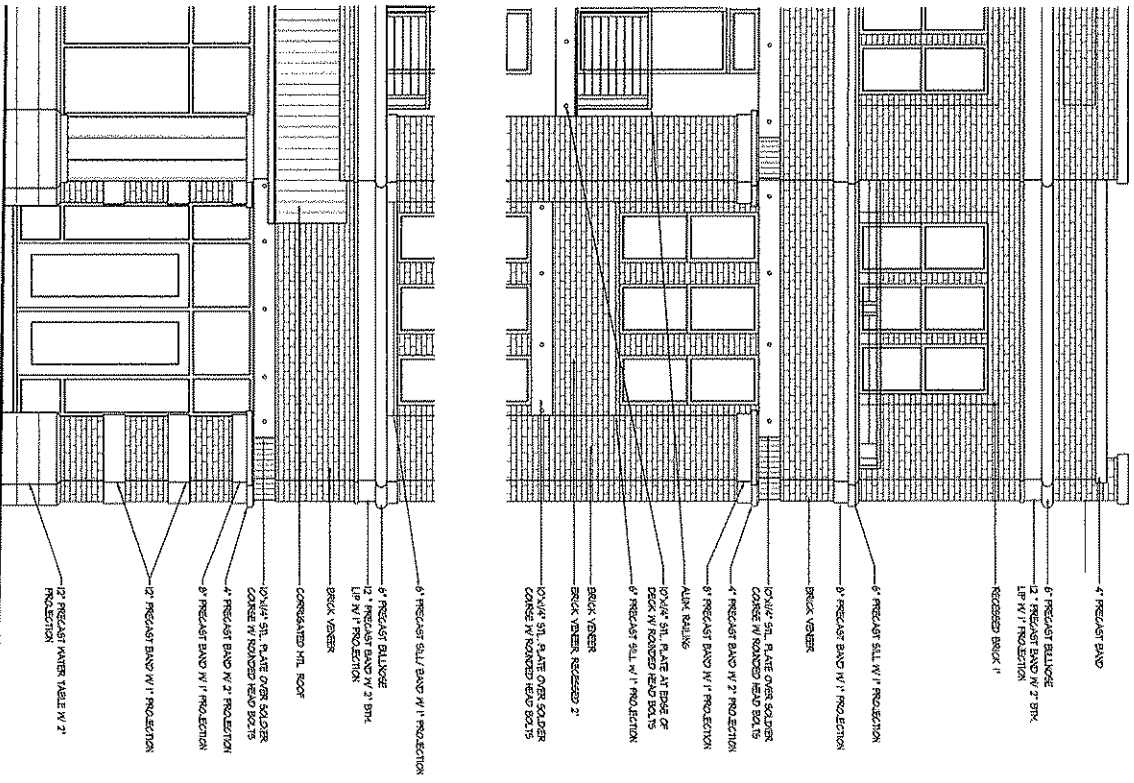 4" PRECAST BAND
6" PRECAST BULLNOSE
12" PRECAST BAND W/ 2" BTM.
LIP W/ 1" PROJECTION
RECESSED BRICK 1"
6" PRECAST SILL W/ 1" PROJECTION
8" PRECAST BAND W/ 1" PROJECTION
BRICK VENEER
10"x1/4" STL. PLATE OVER SOLDIER
COURSE W/ ROUNDED HEAD BOLTS
4" PRECAST BAND W/ 2" PROJECTION
8" PRECAST BAND W/ 1" PROJECTION
ALUM. RAILING
10"x1/4" STL. PLATE AT EDGE OF
DECK W/ ROUNDED HEAD BOLTS
6" PRECAST SILL W/ 1" PROJECTION
BRICK VENEER
BRICK VENEER RECESSED 2"
10"x1/4" STL. PLATE OVER SOLDIER
COURSE W/ ROUNDED HEAD BOLTS
6" PRECAST SILL/ BAND W/ 1" PROJECTION
6" PRECAST BULLNOSE
12" PRECAST BAND W/ 2" BTM.
LIP W/ 1" PROJECTION
BRICK VENEER
CORRUGATED MTL. ROOF
10"x1/4" STL. PLATE OVER SOLDIER
COURSE W/ ROUNDED HEAD BOLTS
4" PRECAST BAND W/ 2" PROJECTION
8" PRECAST BAND W/ 1" PROJECTION
12" PRECAST BAND W/ 1" PROJECTION
12" PRECAST WATER TABLE W/ 2"
PROJECTION